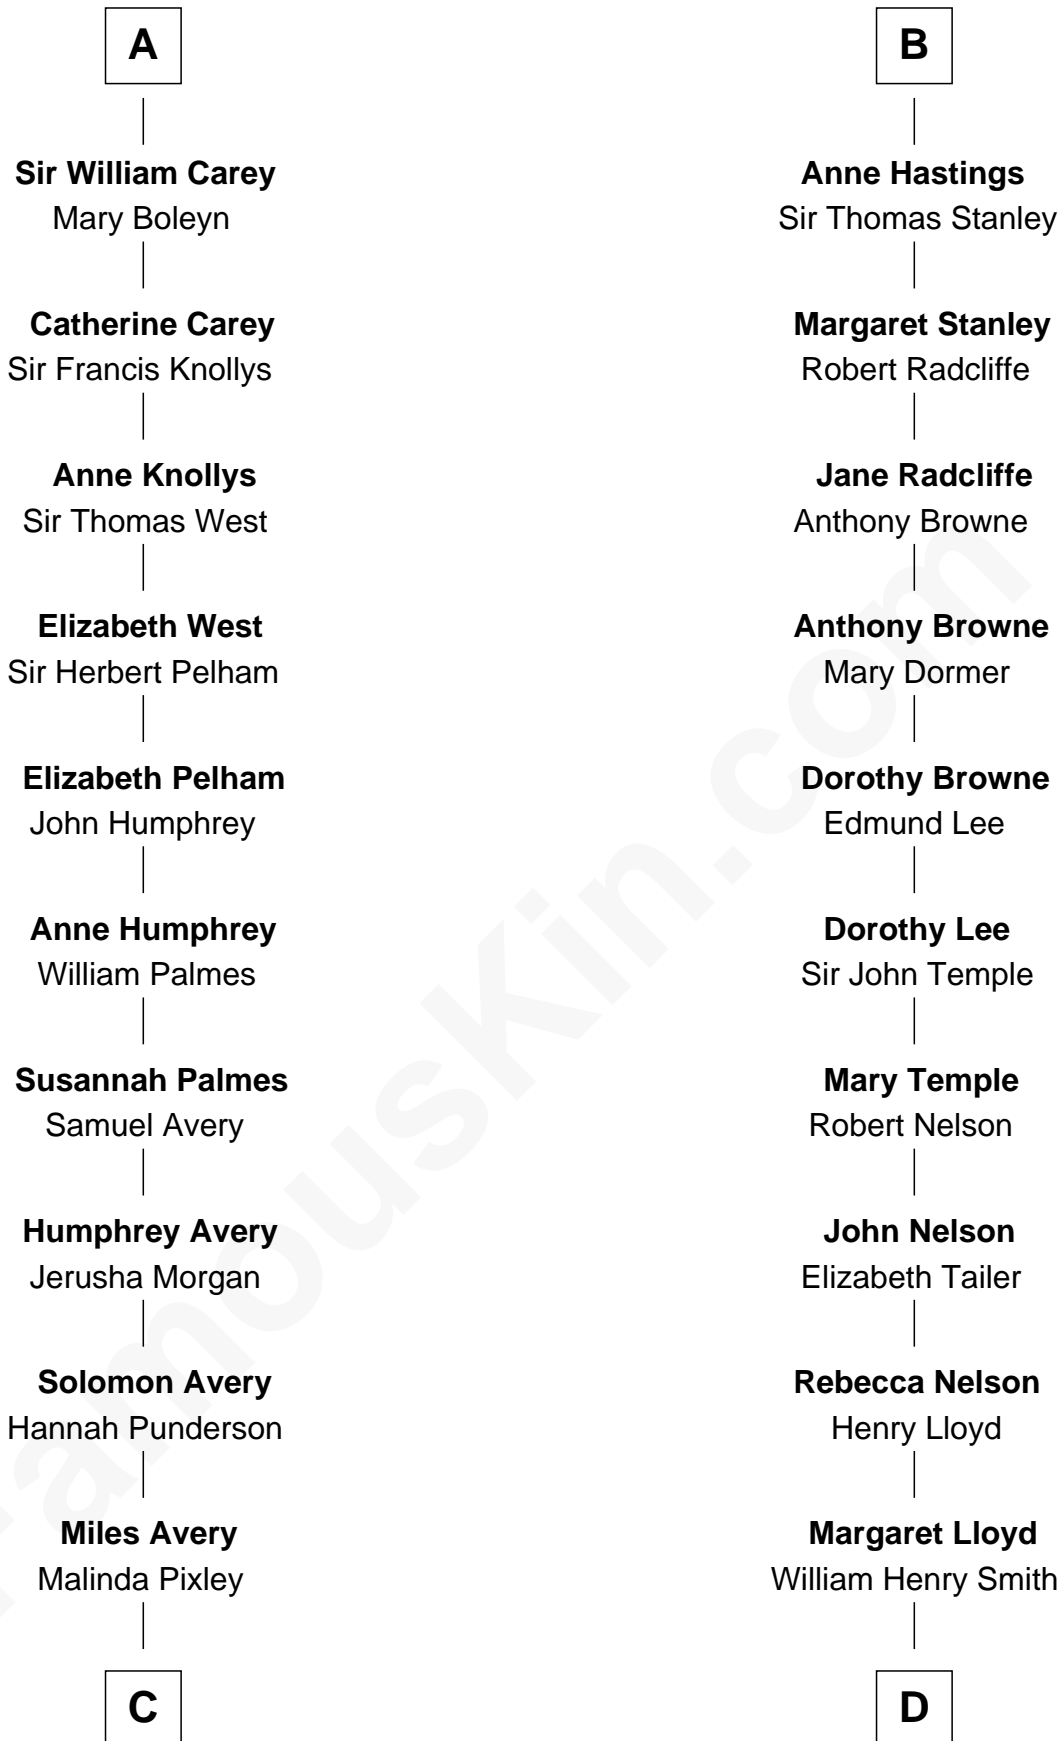 A
Sir William Carey
Mary Boleyn
Catherine Carey
Sir Francis Knollys
Anne Knollys
Sir Thomas West
Elizabeth West
Sir Herbert Pelham
Elizabeth Pelham
John Humphrey
Anne Humphrey
William Palmes
Susannah Palmes
Samuel Avery
Humphrey Avery
Jerusha Morgan
Solomon Avery
Hannah Punderson
Miles Avery
Malinda Pixley
C
B
Anne Hastings
Sir Thomas Stanley
Margaret Stanley
Robert Radcliffe
Jane Radcliffe
Anthony Browne
Anthony Browne
Mary Dormer
Dorothy Browne
Edmund Lee
Dorothy Lee
Sir John Temple
Mary Temple
Robert Nelson
John Nelson
Elizabeth Tailer
Rebecca Nelson
Henry Lloyd
Margaret Lloyd
William Henry Smith
D
FamousKin.com